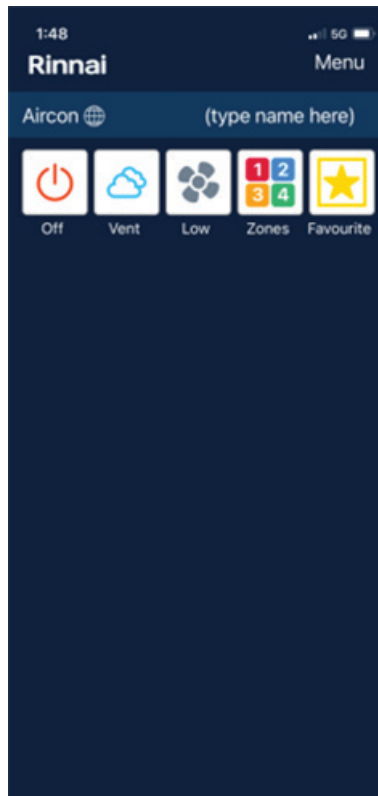 1:48 5G
Rinnai Menu
Aircon (type name here)
1 2
3 4
Off Vent Low Zones Favourite